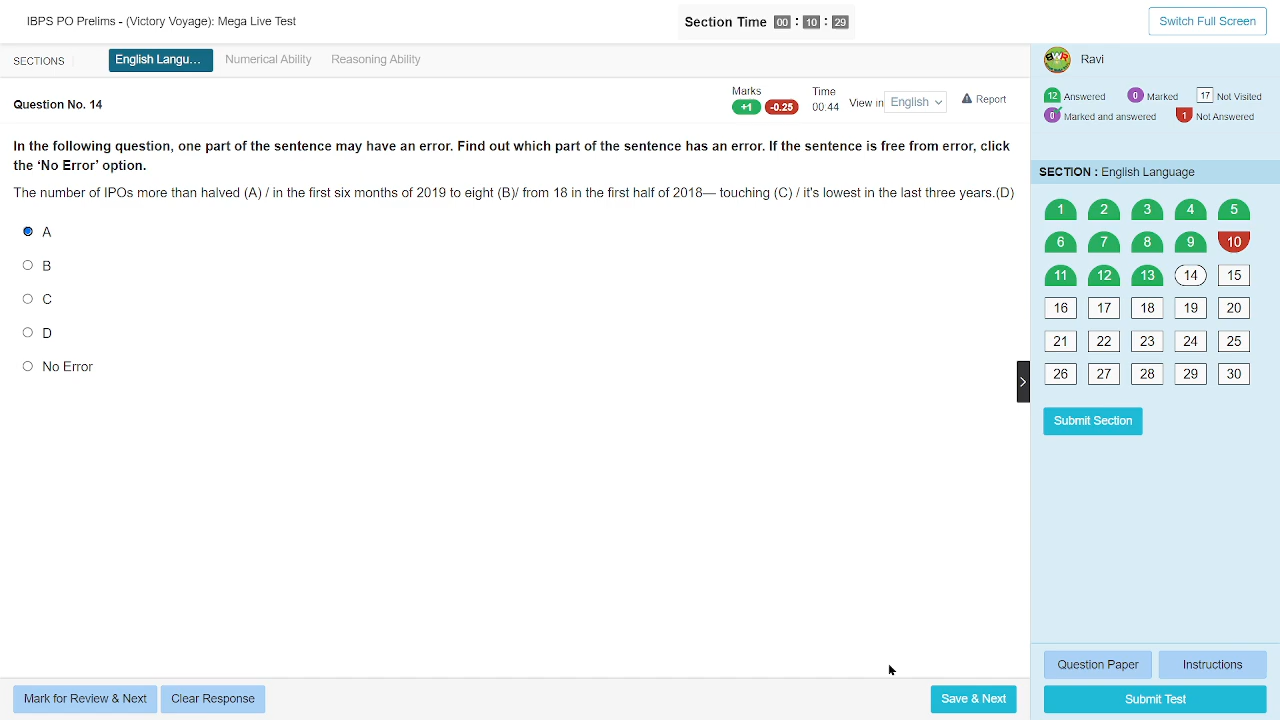 IBPS PO Prelims - (Victory Voyage): Mega Live Test
Section Time 00 : 10 : 29
Switch Full Screen
SECTIONS
English Langu...
Numerical Ability
Reasoning Ability
Ravi
Question No. 14
Marks
+1 -0.25
Time
00:44
View in English
Report
12 Answered
0 Marked
17 Not Visited
0 Marked and answered
1 Not Answered
In the following question, one part of the sentence may have an error. Find out which part of the sentence has an error. If the sentence is free from error, click
the ‘No Error’ option.
The number of IPOs more than halved (A) / in the first six months of 2019 to eight (B)/ from 18 in the first half of 2018— touching (C) / it's lowest in the last three years.(D)
A
B
C
D
No Error
SECTION : English Language
1 2 3 4 5
6 7 8 9 10
11 12 13 14 15
16 17 18 19 20
21 22 23 24 25
26 27 28 29 30
Submit Section
Question Paper
Instructions
Mark for Review & Next
Clear Response
Save & Next
Submit Test